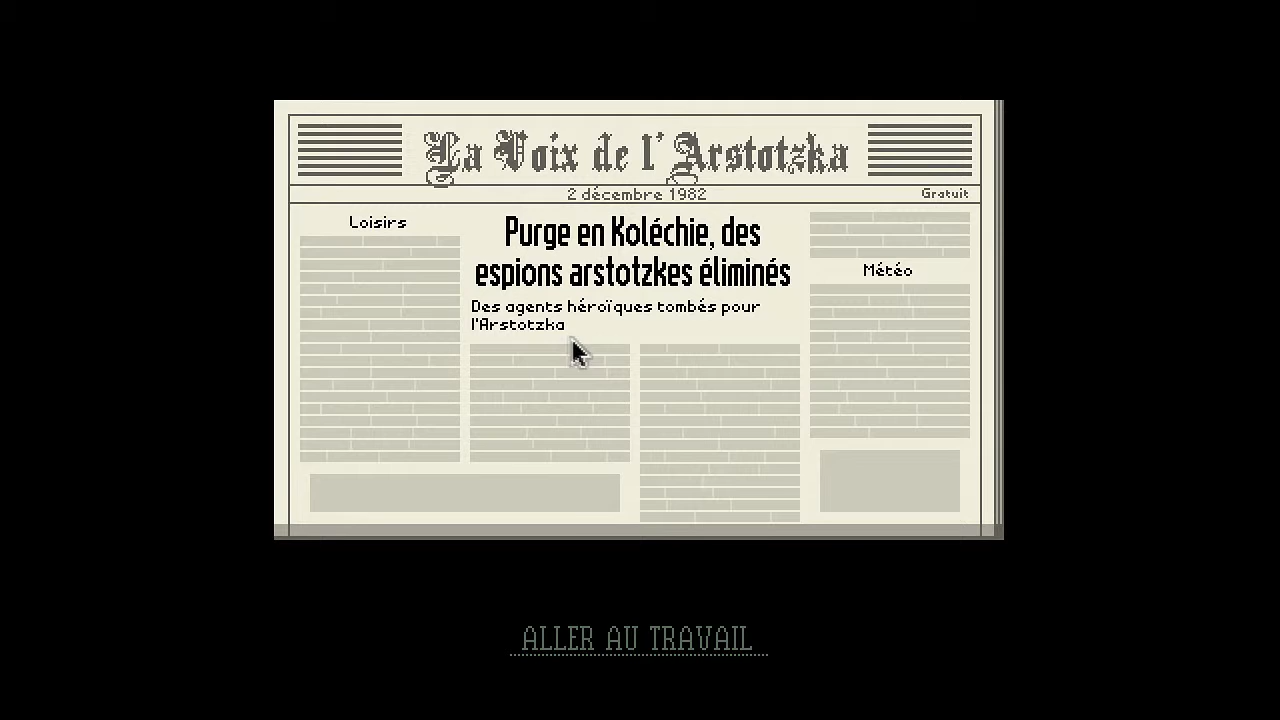 La Voix de l'Arstotzka
2 décembre 1982
Gratuit
Loisirs
Purge en Koléchie, des
espions arstotzkes éliminés
Des agents héroïques tombés pour
l'Arstotzka
Météo
ALLER AU TRAVAIL